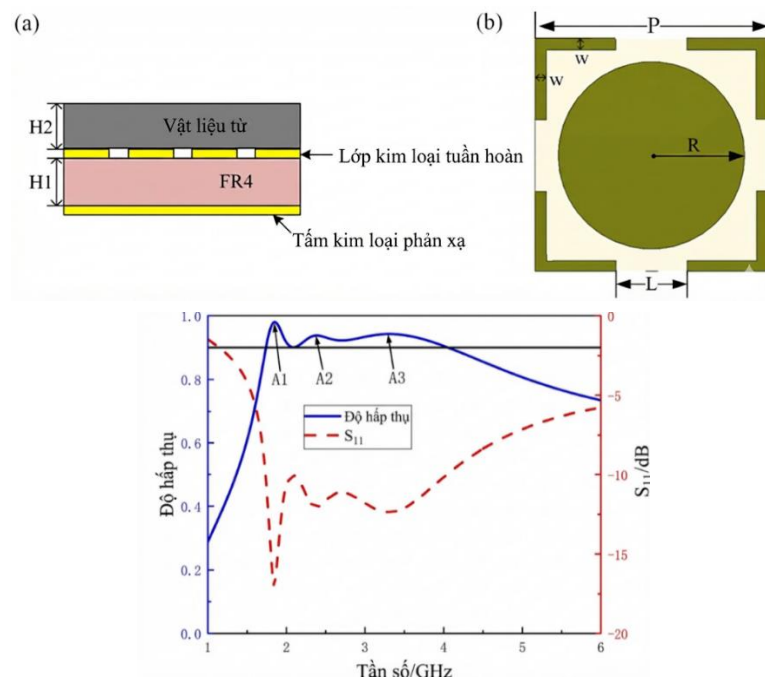 (a)
H2
Vật liệu từ
Lớp kim loại tuần hoàn
H1
FR4
Tấm kim loại phản xạ
(b)
P
w
w
R
L
1.0
0.8
0.6
0.4
0.2
0.0
Độ hấp thụ
A1
A2
A3
Độ hấp thụ
S₁₁
0
-5
-10
-15
-20
S₁₁/dB
1 2 3 4 5 6
Tần số/GHz